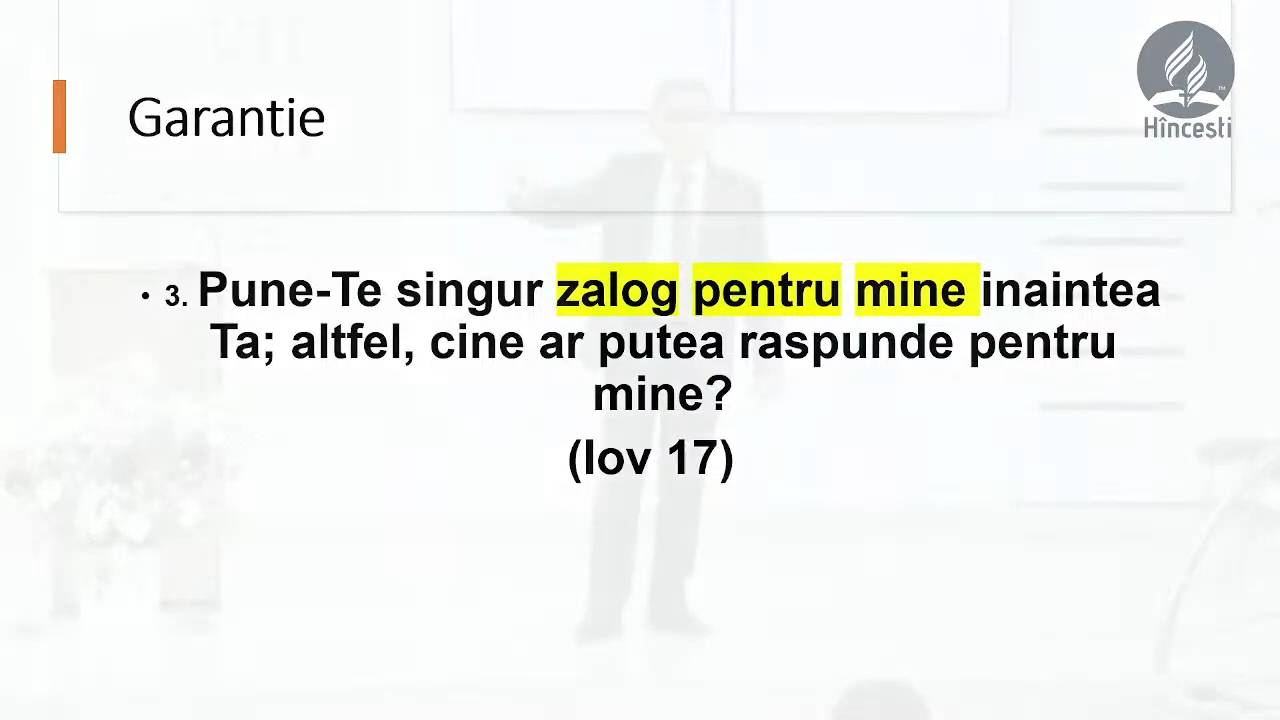 Garantie
Hîncești
• 3. Pune-Te singur zalog pentru mine inaintea
Ta; altfel, cine ar putea raspunde pentru
mine?
(Iov 17)